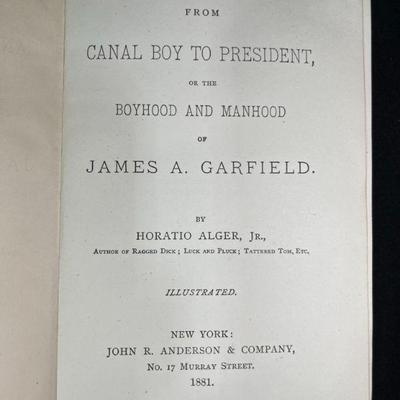 FROM
CANAL BOY TO PRESIDENT,
OR THE
BOYHOOD AND MANHOOD
OF
JAMES A. GARFIELD.
BY
HORATIO ALGER, JR.,
AUTHOR OF RAGGED DICK; LUCK AND PLUCK; TATTERED TOM, ETC.
ILLUSTRATED.
NEW YORK:
JOHN R. ANDERSON & COMPANY,
NO. 17 MURRAY STREET,
1881.